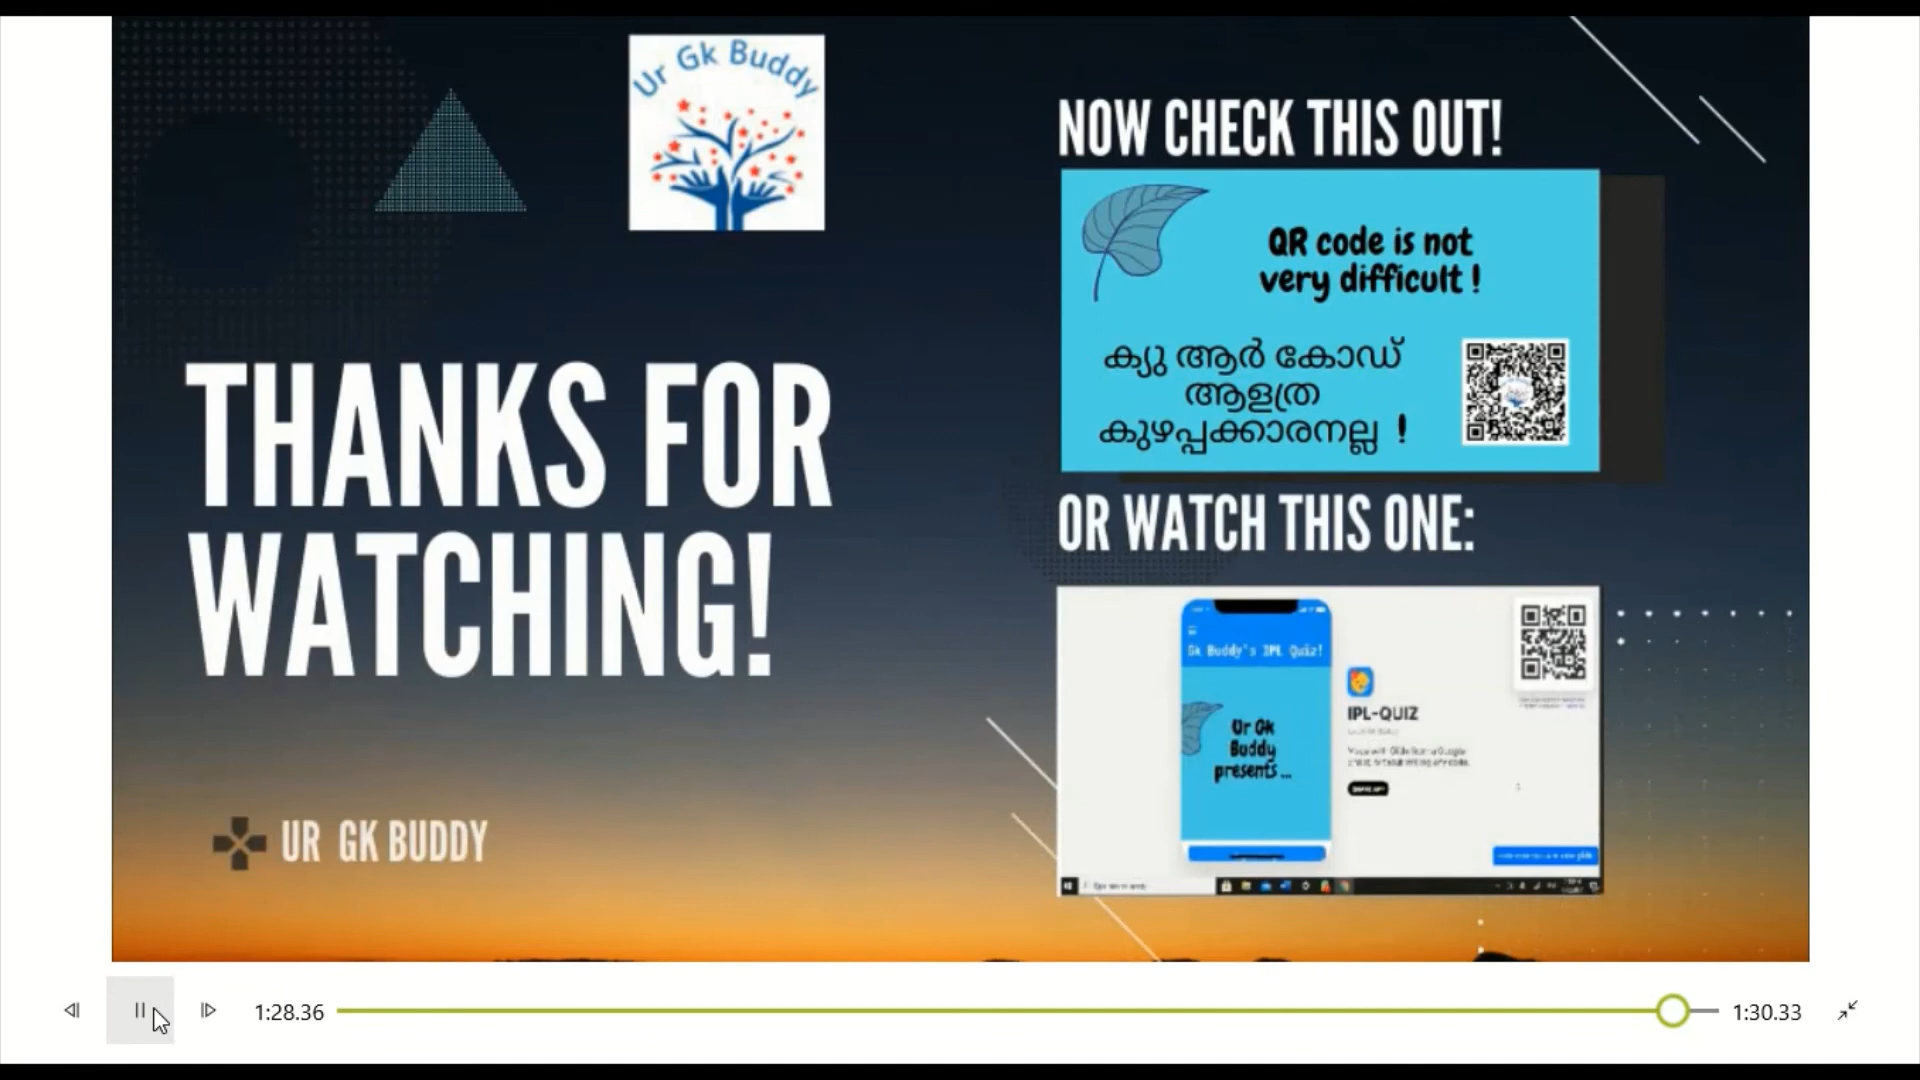 Ur Gk Buddy
THANKS FOR
WATCHING!
UR GK BUDDY
NOW CHECK THIS OUT!
QR code is not
very difficult !
ക്യു ആർ കോഡ്
ആളത്ര
കുഴപ്പക്കാരനല്ല !
OR WATCH THIS ONE:
Gk Buddy's IPL Quiz!
Ur Gk
Buddy
presents ...
IPL-QUIZ
1:28.36
1:30.33